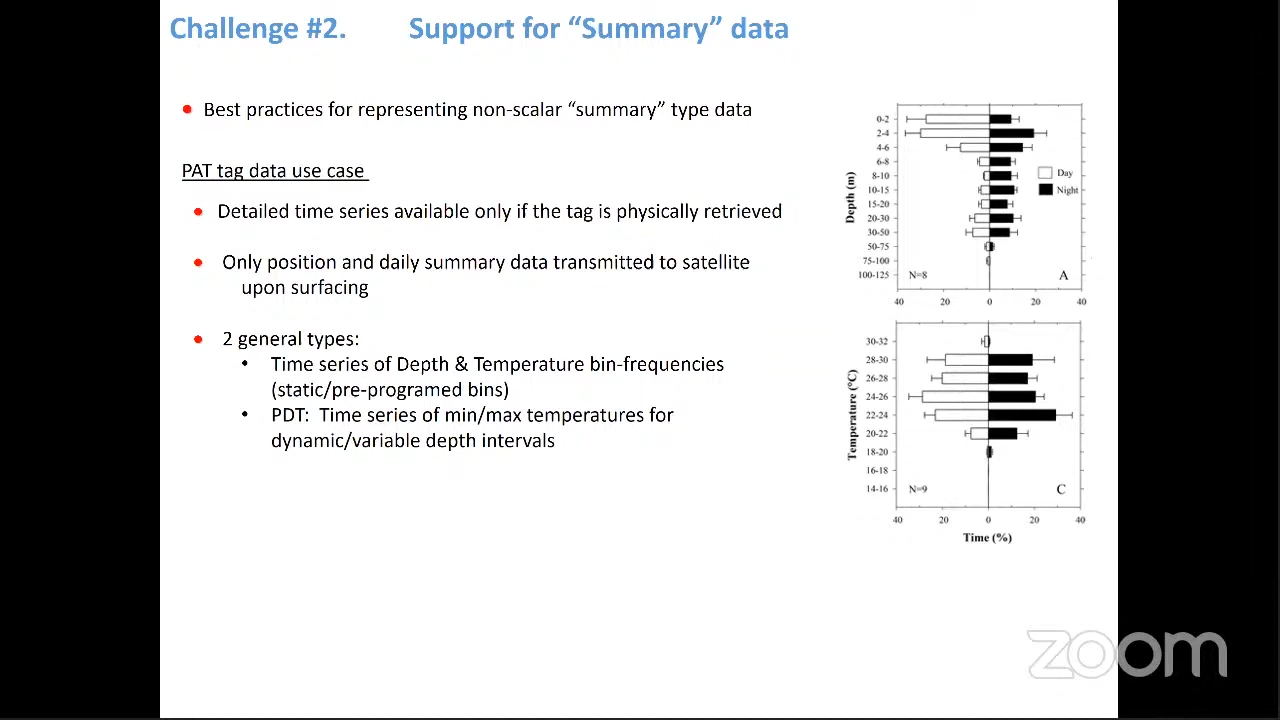 Challenge #2. Support for “Summary” data
• Best practices for representing non-scalar “summary” type data
PAT tag data use case
• Detailed time series available only if the tag is physically retrieved
• Only position and daily summary data transmitted to satellite
upon surfacing
• 2 general types:
• Time series of Depth & Temperature bin-frequencies
(static/pre-programed bins)
• PDT: Time series of min/max temperatures for
dynamic/variable depth intervals
Depth (m)
0-2
2-4
4-6
6-8
8-10
10-15
15-20
20-30
30-50
50-75
75-100
100-125
Day
Night
N=8
A
40 20 0 20 40
Temperature (°C)
30-32
28-30
26-28
24-26
22-24
20-22
18-20
16-18
14-16
N=9
C
40 20 0 20 40
Time (%)
zoom